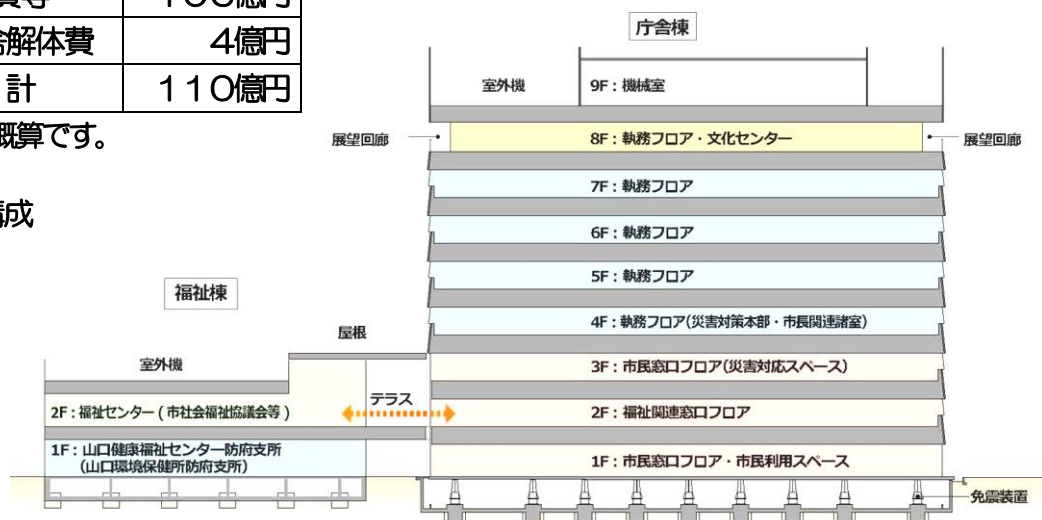 解体費 4億円
計 110億円
概算です。
成
庁舎棟
室外機
9F：機械室
展望回廊
8F：執務フロア・文化センター
展望回廊
7F：執務フロア
6F：執務フロア
5F：執務フロア
4F：執務フロア(災害対策本部・市長関連諸室)
3F：市民窓口フロア(災害対応スペース)
2F：福祉関連窓口フロア
1F：市民窓口フロア・市民利用スペース
免震装置
福祉棟
屋根
室外機
テラス
2F：福祉センター ( 市社会福祉協議会等 )
1F：山口健康福祉センター防府支所
(山口環境保健所防府支所)